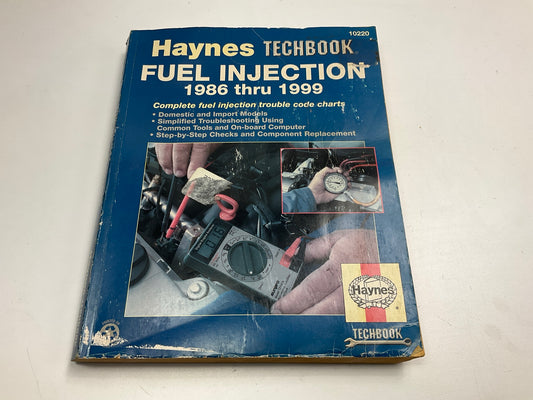 10220
Haynes TECHBOOK
FUEL INJECTION
1986 thru 1999
Complete fuel injection trouble code charts
• Domestic and Import Models
• Simplified Troubleshooting Using
Common Tools and On-board Computer
• Step-by-Step Checks and Component Replacement
Haynes
TECHBOOK